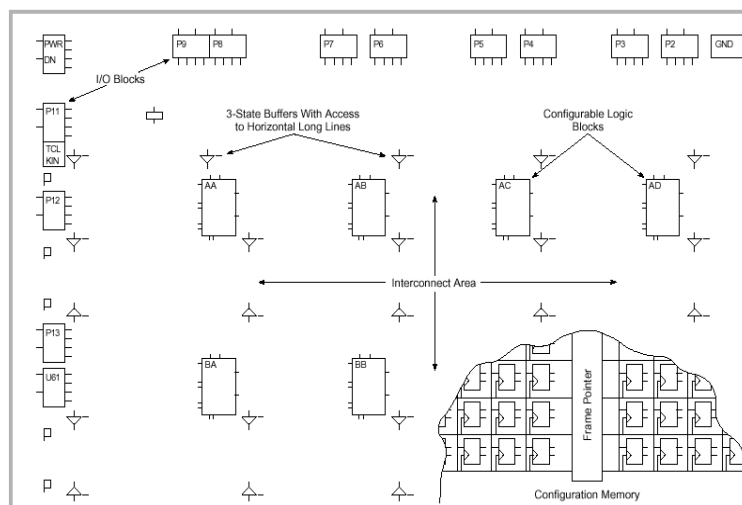 PWR
DN
P9
P8
P7
P6
P5
P4
P3
P2
GND
I/O Blocks
P11
TCL
KIN
3-State Buffers With Access
to Horizontal Long Lines
Configurable Logic
Blocks
P12
AA
AB
AC
AD
Interconnect Area
P13
U61
BA
BB
Frame Pointer
Configuration Memory